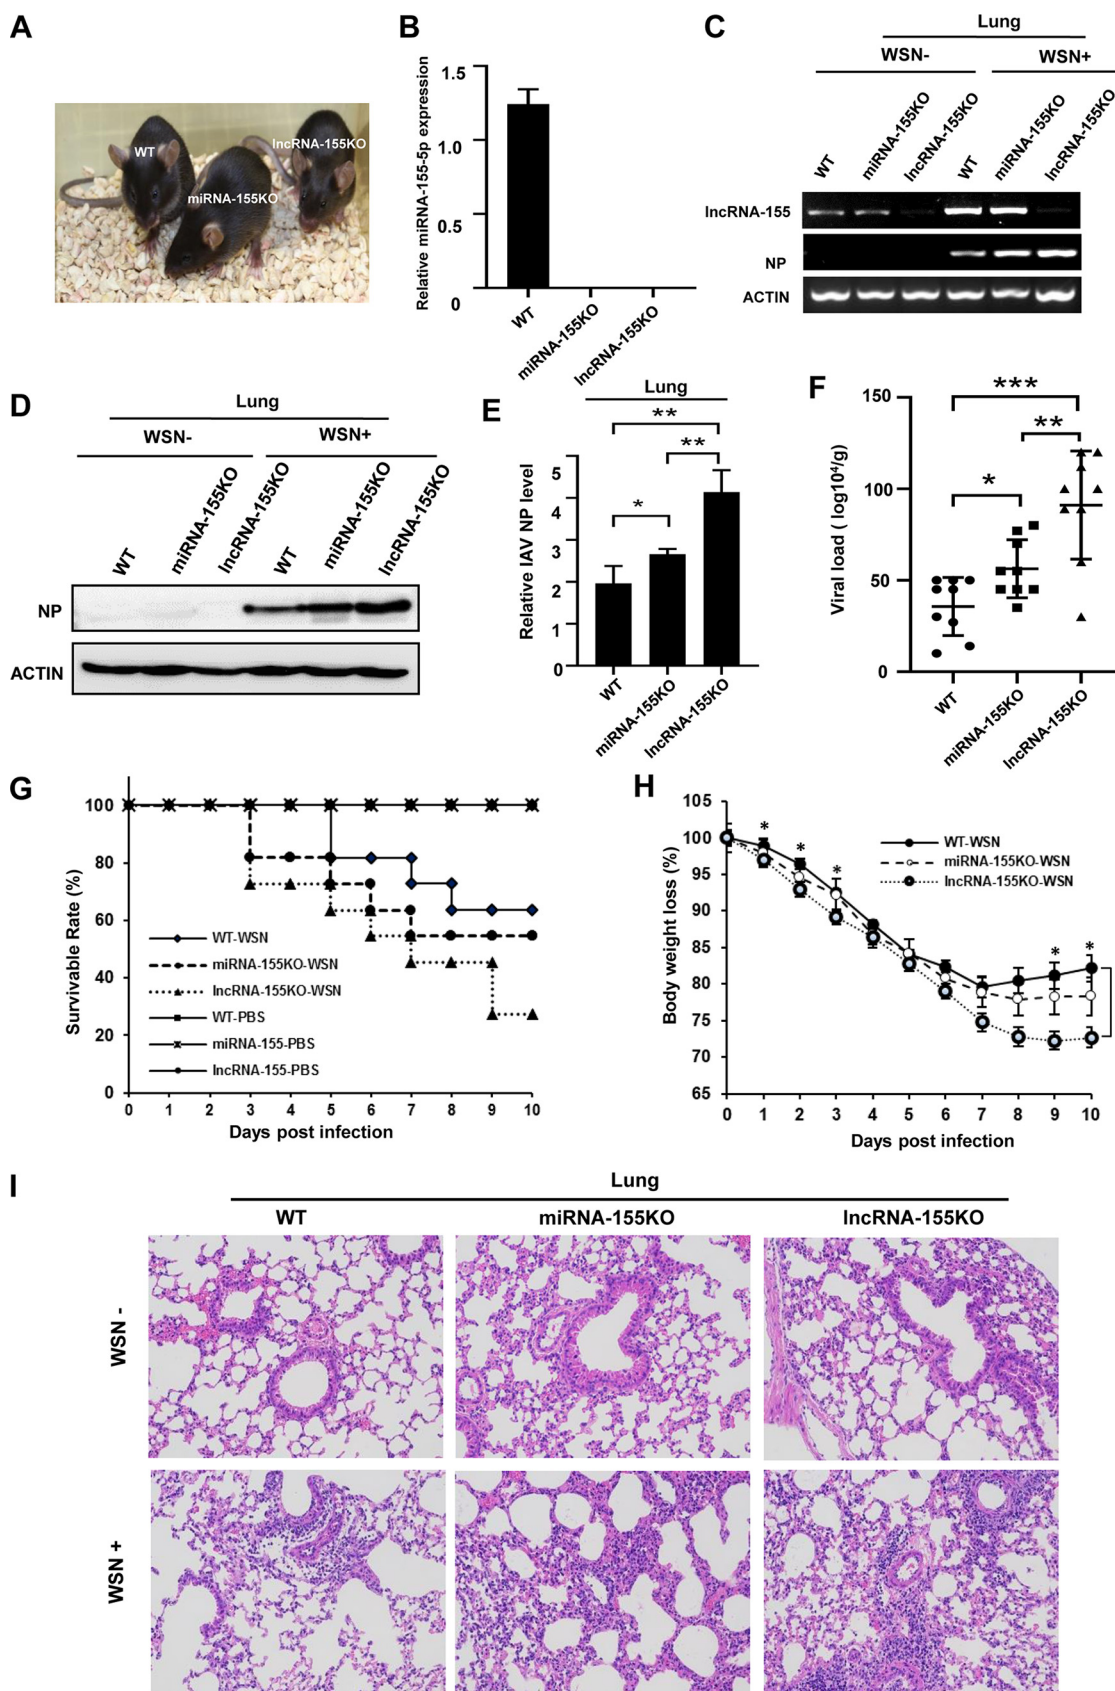 A
WT
miRNA-155KO
lncRNA-155KO
B
Relative miRNA-155-5p expression
1.5
1.0
0.5
0
WT
miRNA-155KO
lncRNA-155KO
C
Lung
WSN-
WSN+
WT
miRNA-155KO
lncRNA-155KO
WT
miRNA-155KO
lncRNA-155KO
lncRNA-155
NP
ACTIN
D
Lung
WSN-
WSN+
WT
miRNA-155KO
lncRNA-155KO
WT
miRNA-155KO
lncRNA-155KO
NP
ACTIN
E
Lung
**
**
*
Relative IAV NP level
5
4
3
2
1
0
WT
miRNA-155KO
lncRNA-155KO
F
***
**
*
Viral load ( log10⁴/g)
150
100
50
0
WT
miRNA-155KO
lncRNA-155KO
G
Survivable Rate (%)
100
80
60
40
20
0
WT-WSN
miRNA-155KO-WSN
lncRNA-155KO-WSN
WT-PBS
miRNA-155-PBS
lncRNA-155-PBS
0 1 2 3 4 5 6 7 8 9 10
Days post infection
H
Body weight loss (%)
105
100
95
90
85
80
75
70
65
* * * * *
WT-WSN
miRNA-155KO-WSN
lncRNA-155KO-WSN
0 1 2 3 4 5 6 7 8 9 10
Days post infection
I
Lung
WT
miRNA-155KO
lncRNA-155KO
WSN -
WSN +